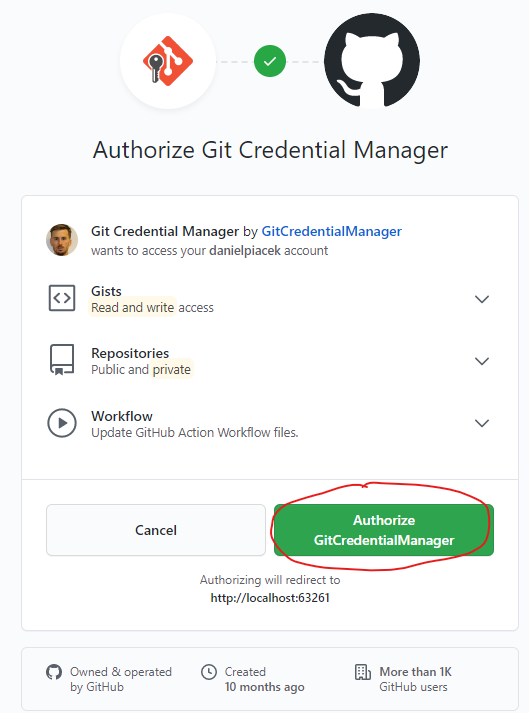 Authorize Git Credential Manager
Git Credential Manager by GitCredentialManager
wants to access your danielpiacek account
Gists
Read and write access
Repositories
Public and private
Workflow
Update GitHub Action Workflow files.
Cancel
Authorize
GitCredentialManager
Authorizing will redirect to
http://localhost:63261
Owned & operated
by GitHub
Created
10 months ago
More than 1K
GitHub users